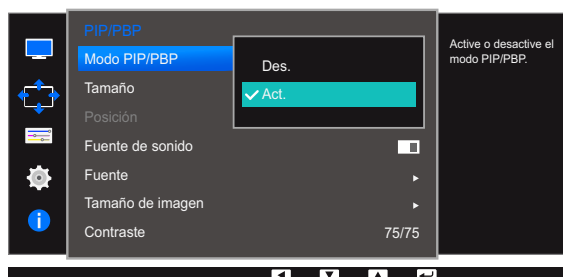 PIP/PBP
Modo PIP/PBP
Des.
Act.
Tamaño
Posición
Fuente de sonido
Fuente
Tamaño de imagen
Contraste
75/75
Active o desactive el
modo PIP/PBP.